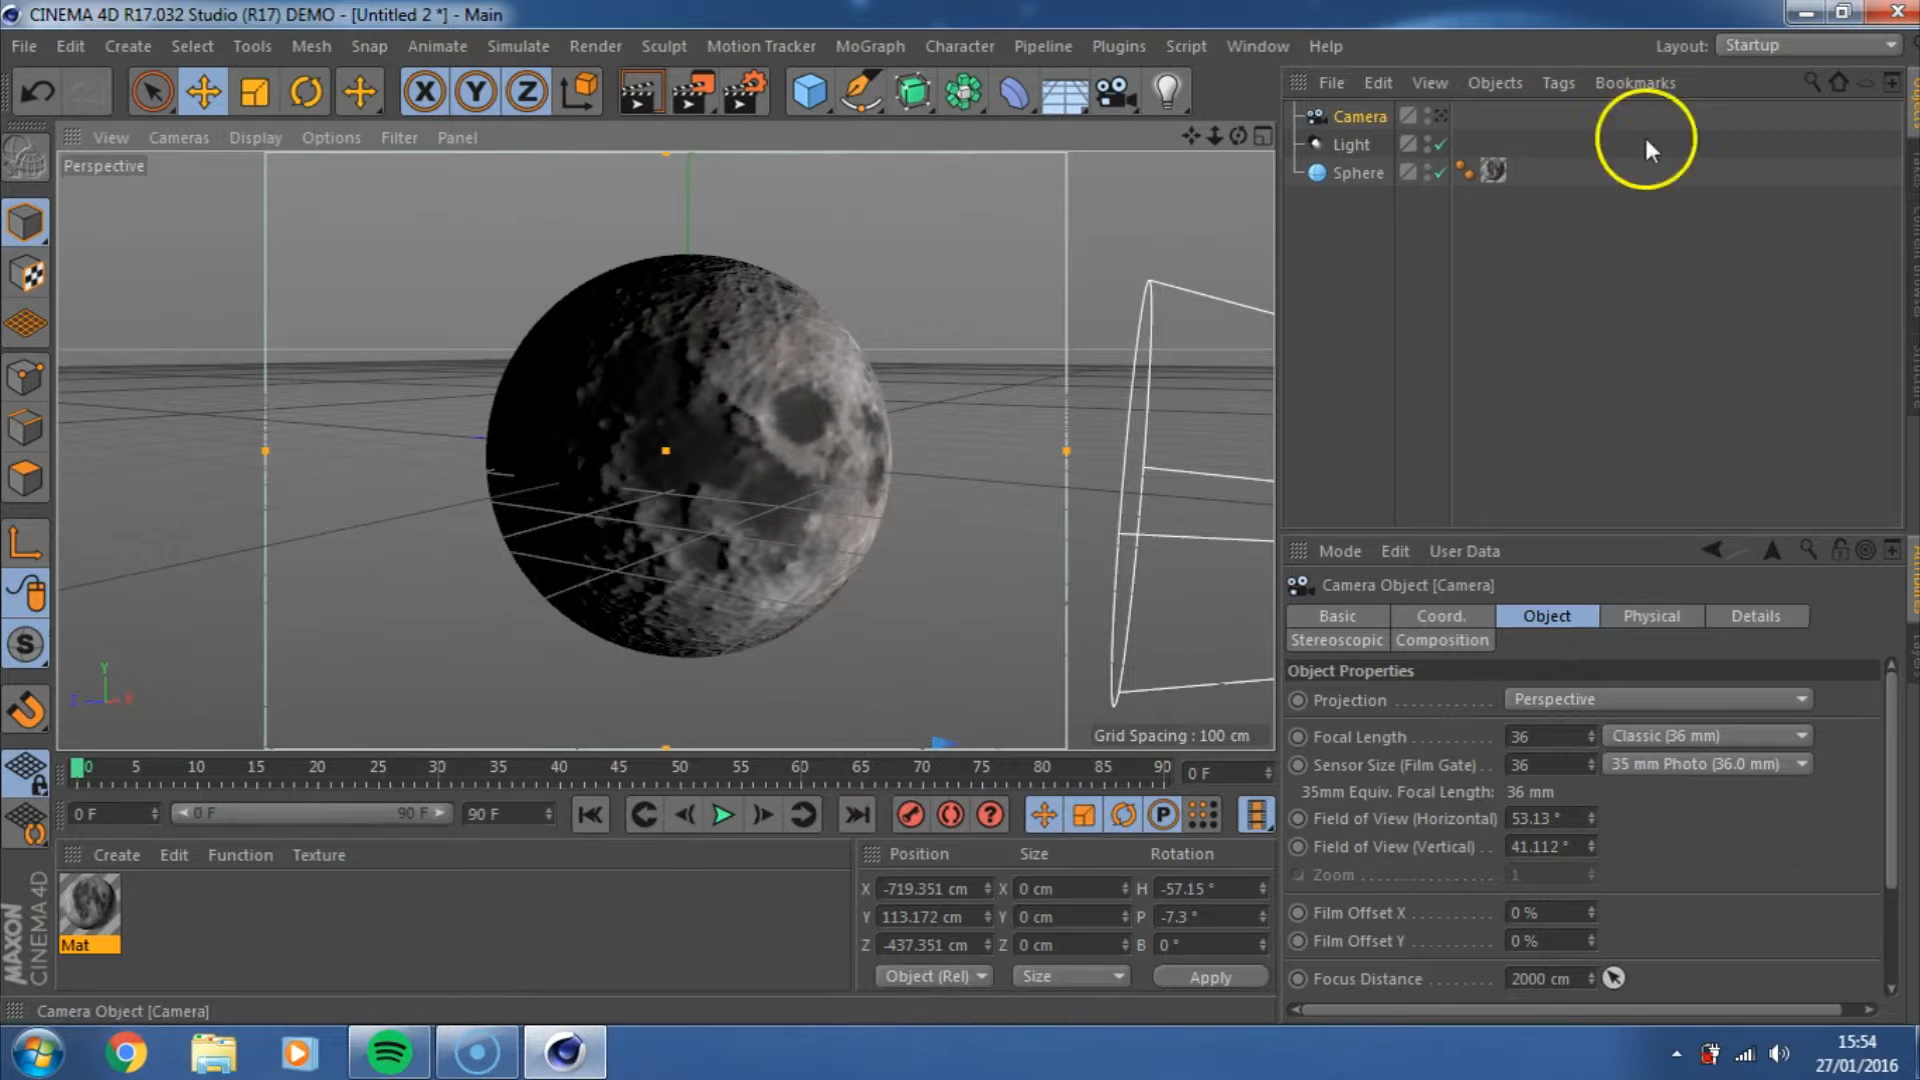 CINEMA 4D R17.032 Studio (R17) DEMO - [Untitled 2 *] - Main
File Edit Create Select Tools Mesh Snap Animate Simulate Render Sculpt Motion Tracker MoGraph Character Pipeline Plugins Script Window Help Layout: Startup
X Y Z
File Edit View Objects Tags Bookmarks
Objects
Camera
Light
Sphere
View Cameras Display Options Filter Panel
Perspective
Y
Z X
Grid Spacing : 100 cm
Content Browser
Structure
Mode Edit User Data
Attributes
Layers
Camera Object [Camera]
Basic Coord. Object Physical Details
Stereoscopic Composition
Object Properties
Projection . . . . . . . . . . . Perspective
Focal Length . . . . . . . . . 36 Classic (36 mm)
Sensor Size (Film Gate) . . 36 35 mm Photo (36.0 mm)
35mm Equiv. Focal Length: 36 mm
Field of View (Horizontal) 53.13 °
Field of View (Vertical) . . 41.112 °
Zoom . . . . . . . . . . . . . . . 1
Film Offset X . . . . . . . . . 0 %
Film Offset Y . . . . . . . . . 0 %
Focus Distance . . . . . . . 2000 cm
0 5 10 15 20 25 30 35 40 45 50 55 60 65 70 75 80 85 90 0 F
0 F 0 F 90 F 90 F
P
Create Edit Function Texture
Mat
Position Size Rotation
X -719.351 cm X 0 cm H -57.15 °
Y 113.172 cm Y 0 cm P -7.3 °
Z -437.351 cm Z 0 cm B 0 °
Object (Rel) Size Apply
MAXON
CINEMA 4D
Camera Object [Camera]
15:54
27/01/2016